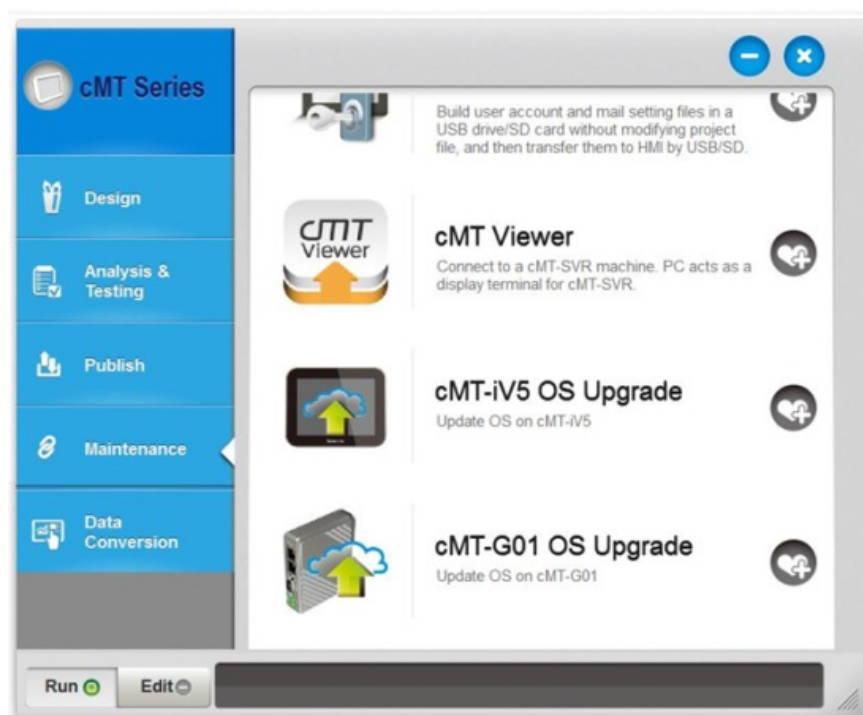 cMT Series
Build user account and mail setting files in a
USB drive/SD card without modifying project
file, and then transfer them to HMI by USB/SD.
Design
cMT
Viewer
cMT Viewer
Connect to a cMT-SVR machine. PC acts as a
display terminal for cMT-SVR.
Analysis &
Testing
Publish
cMT-iV5 OS Upgrade
Update OS on cMT-iV5
Maintenance
Data
Conversion
cMT-G01 OS Upgrade
Update OS on cMT-G01
Run
Edit